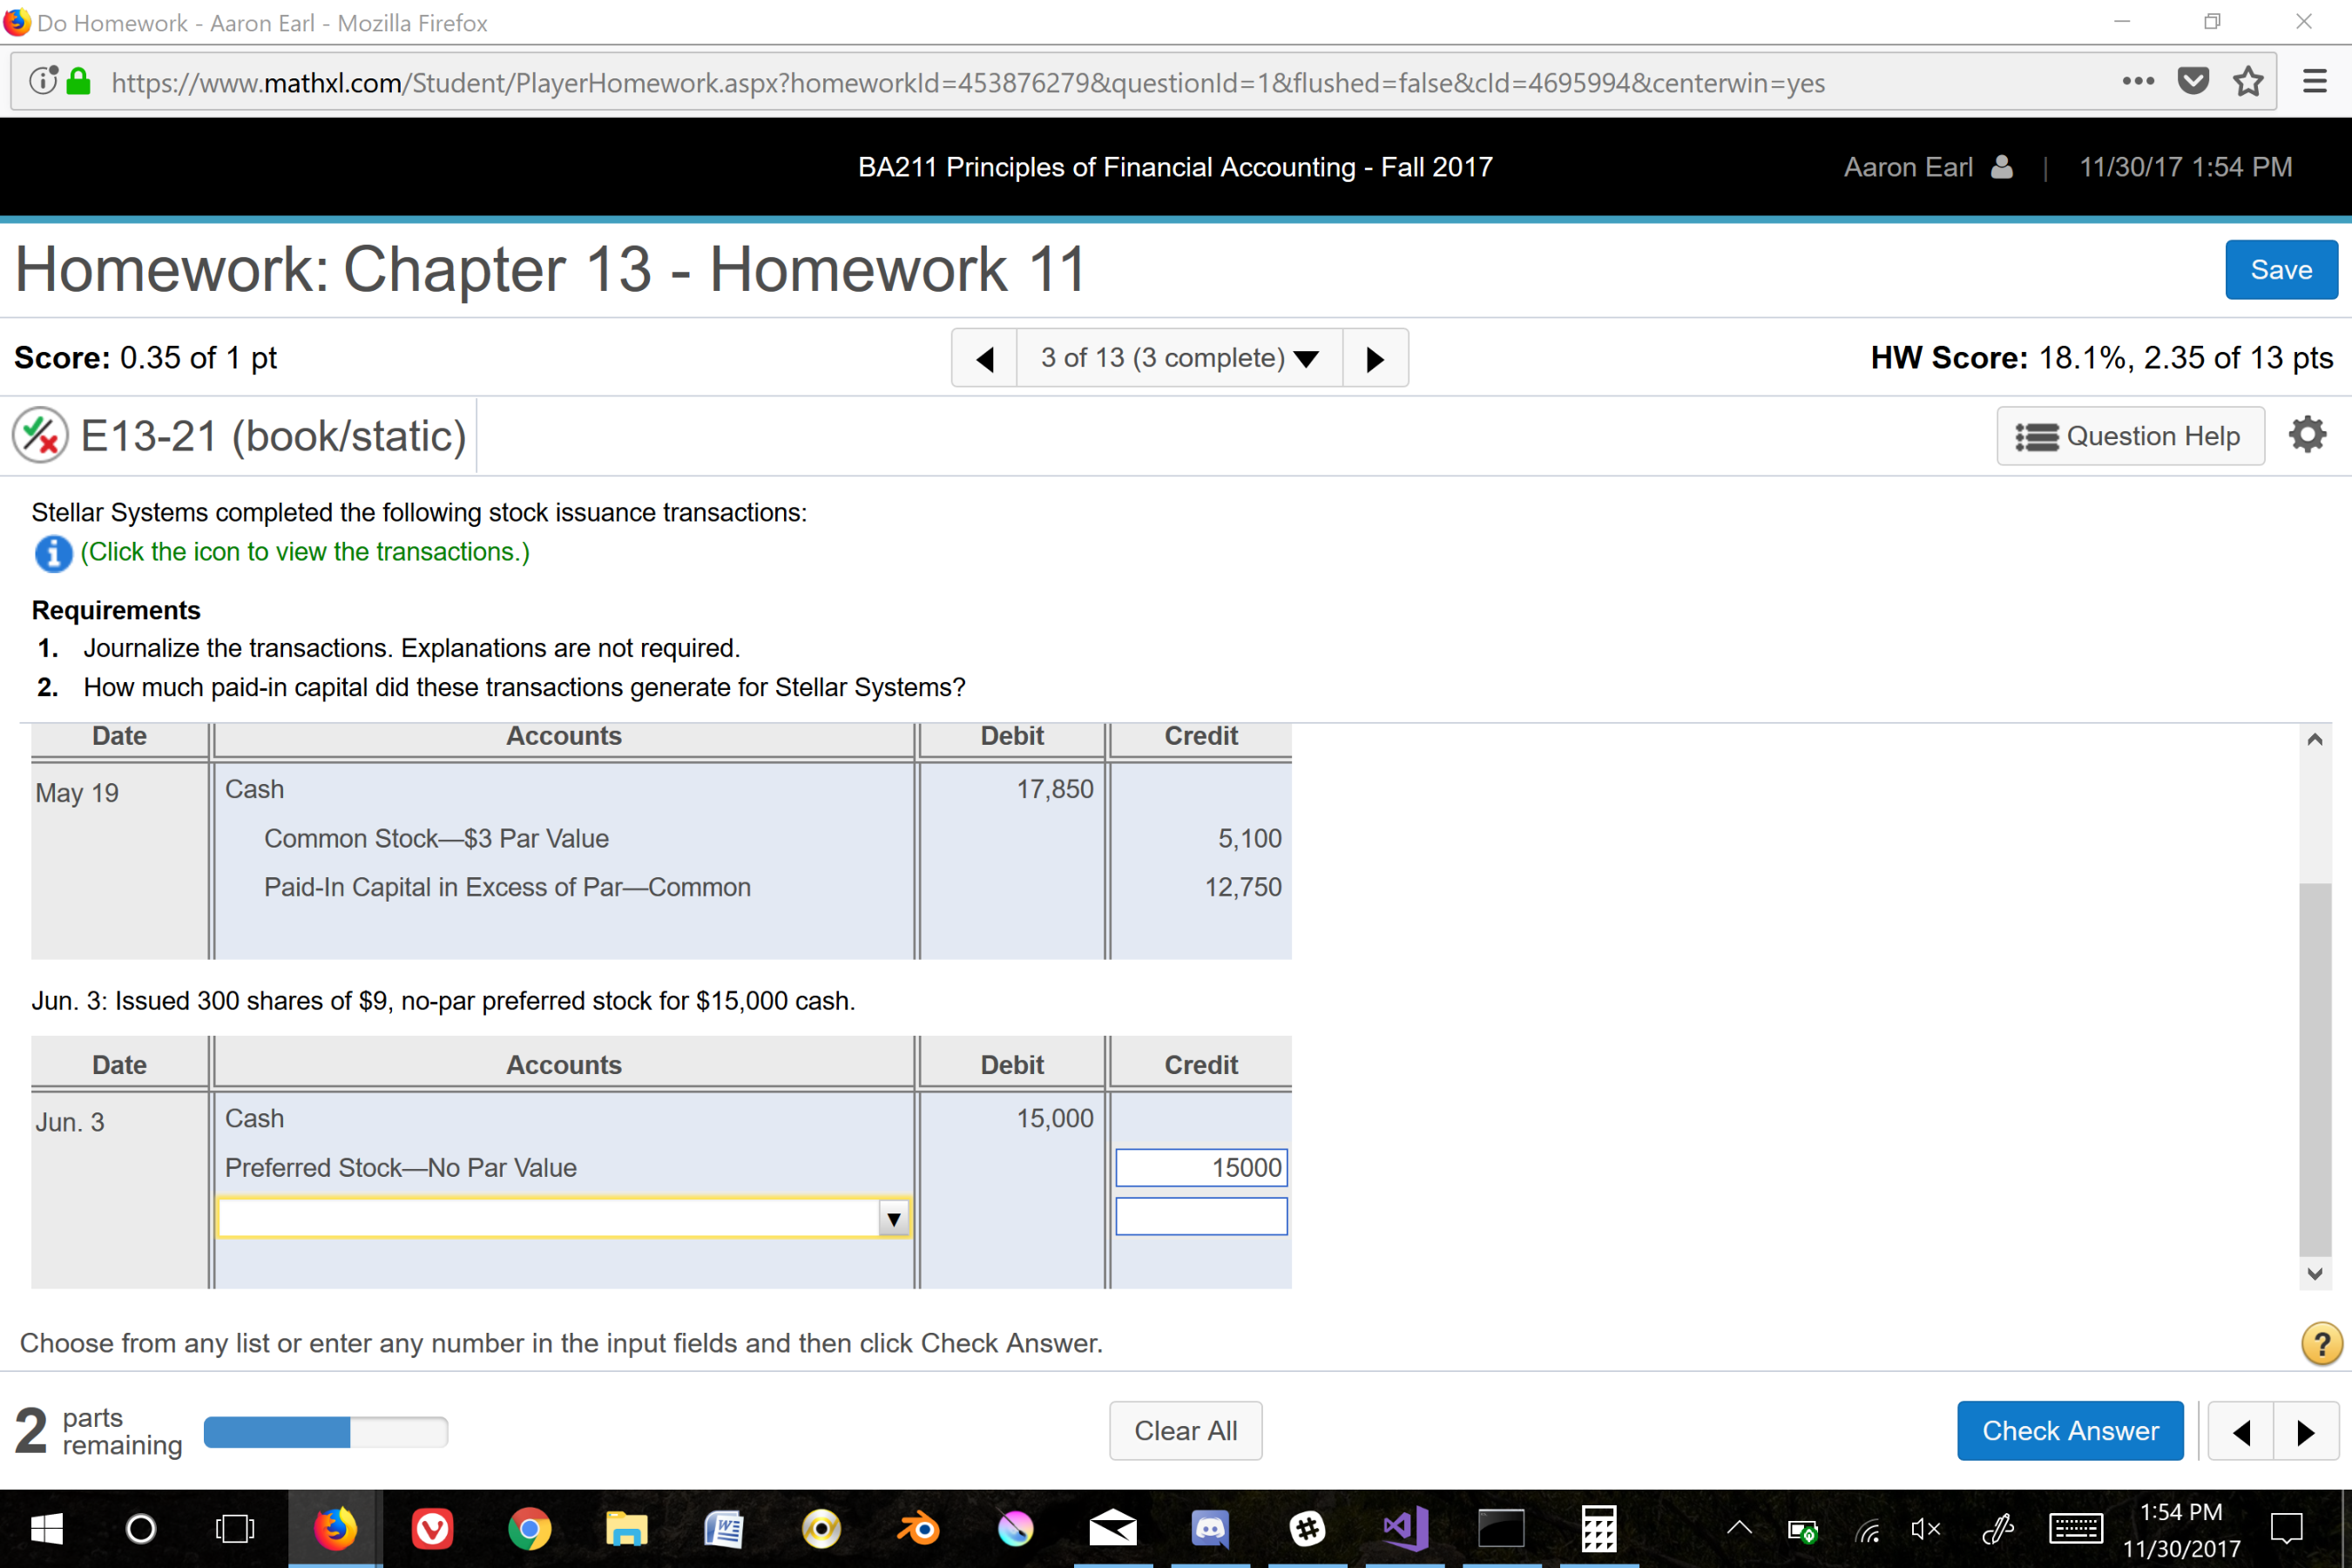 Do Homework - Aaron Earl - Mozilla Firefox
https://www.mathxl.com/Student/PlayerHomework.aspx?homeworkId=453876279&questionId=1&flushed=false&cId=4695994&centerwin=yes
BA211 Principles of Financial Accounting - Fall 2017 Aaron Earl | 11/30/17 1:54 PM
Homework: Chapter 13 - Homework 11 Save
Score: 0.35 of 1 pt 3 of 13 (3 complete) HW Score: 18.1%, 2.35 of 13 pts
E13-21 (book/static) Question Help
Stellar Systems completed the following stock issuance transactions:
(Click the icon to view the transactions.)
Requirements
1. Journalize the transactions. Explanations are not required.
2. How much paid-in capital did these transactions generate for Stellar Systems?
Date Accounts Debit Credit
May 19 Cash 17,850
Common Stock—$3 Par Value 5,100
Paid-In Capital in Excess of Par—Common 12,750
Jun. 3: Issued 300 shares of $9, no-par preferred stock for $15,000 cash.
Date Accounts Debit Credit
Jun. 3 Cash 15,000
Preferred Stock—No Par Value 15000
Choose from any list or enter any number in the input fields and then click Check Answer.
?
2 parts remaining Clear All Check Answer
1:54 PM
11/30/2017